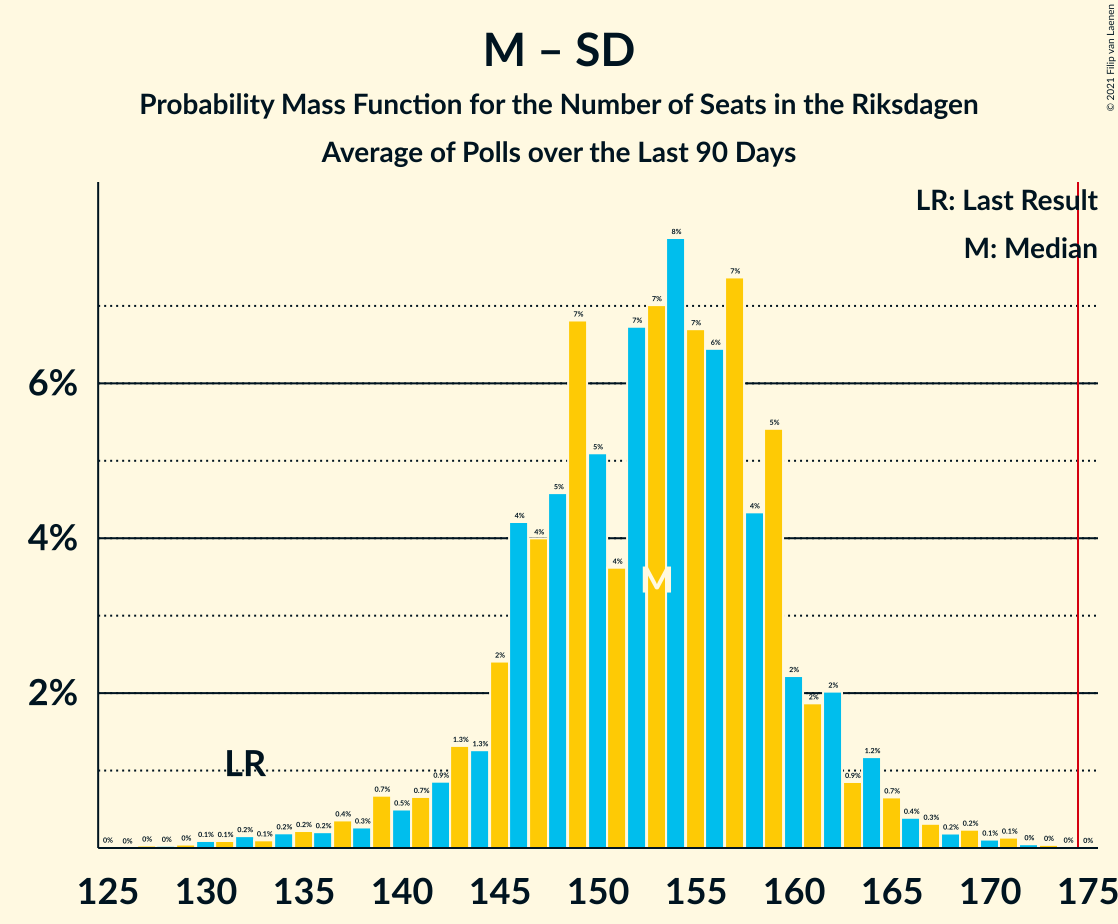 M – SD
Probability Mass Function for the Number of Seats in the Riksdagen
Average of Polls over the Last 90 Days
© 2021 Filip van Laenen
LR: Last Result
M: Median
6%
4%
2%
0% 0% 0% 0% 0% 0.1% 0.1% 0.2% 0.1% 0.2% 0.2% 0.2% 0.4% 0.3% 0.7% 0.5% 0.7% 0.9% 1.3% 1.3% 2% 4% 4% 5% 7% 5% 4% 7% 7% 8% 7% 6% 7% 4% 5% 2% 2% 2% 0.9% 1.2% 0.7% 0.4% 0.3% 0.2% 0.2% 0.1% 0.1% 0% 0% 0% 0%
M
LR
125 130 135 140 145 150 155 160 165 170 175